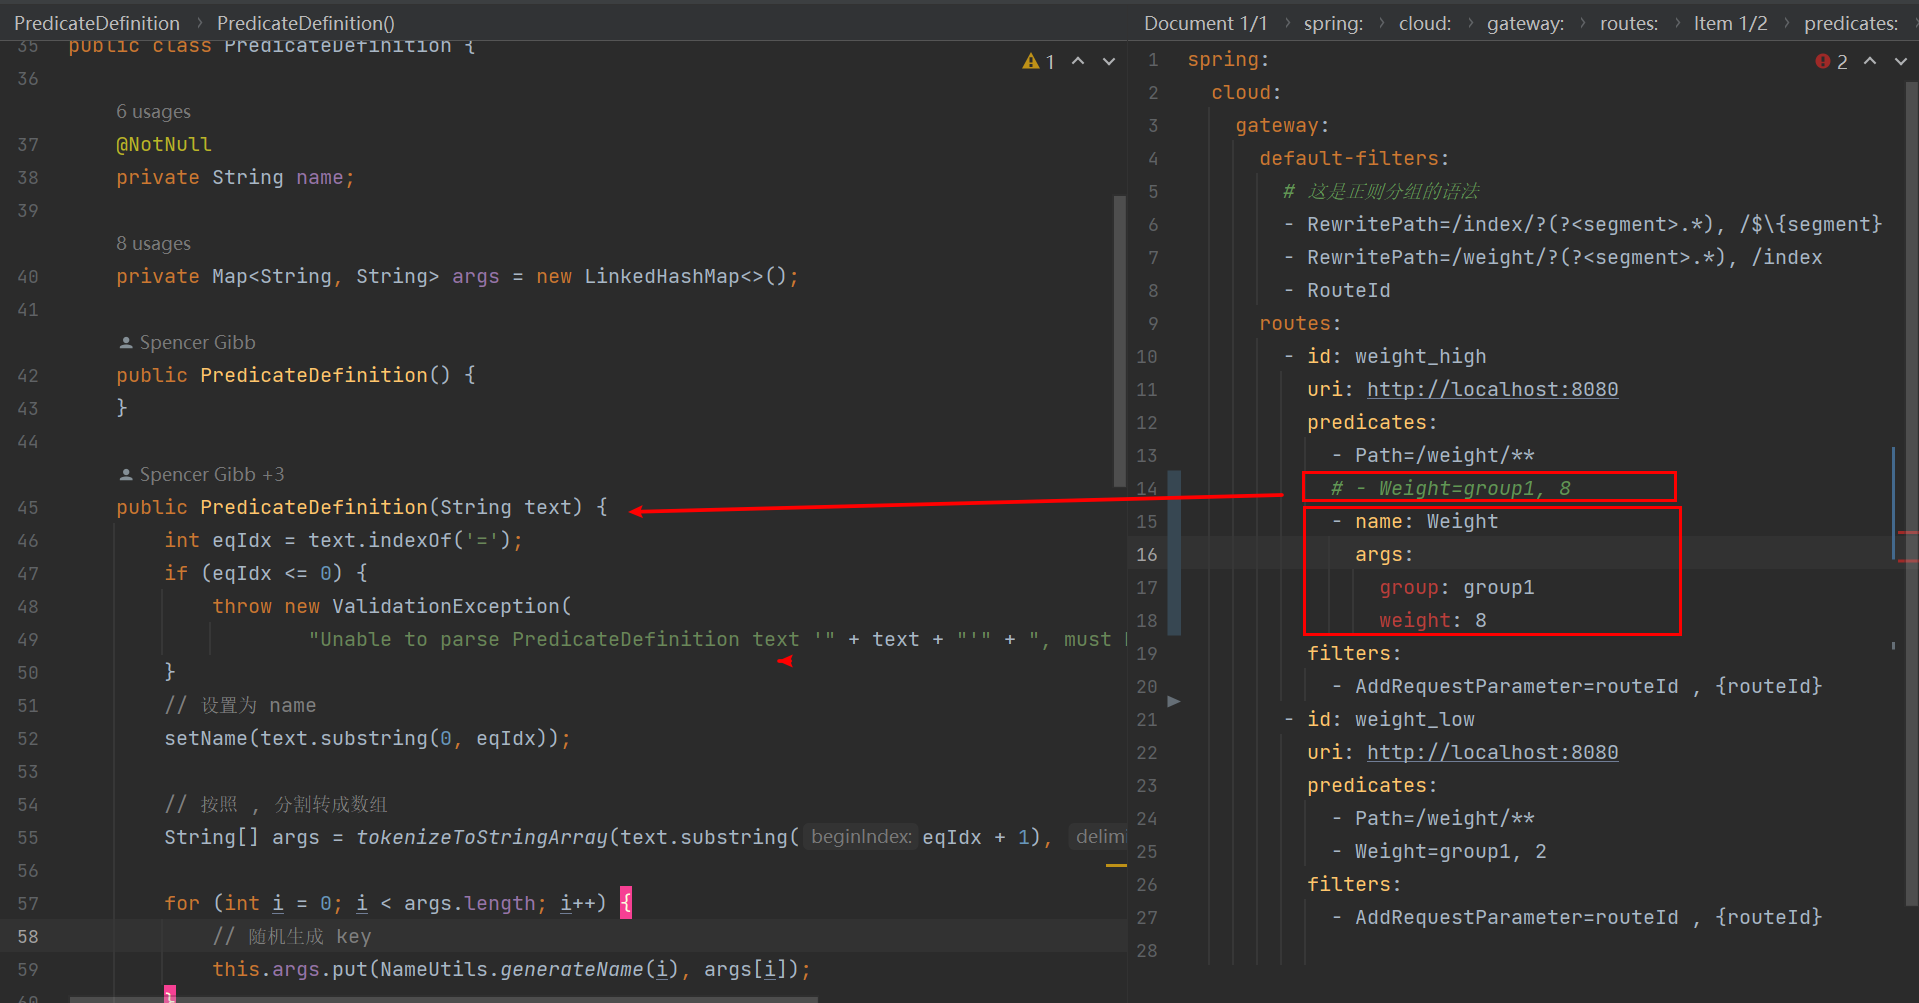 PredicateDefinition › PredicateDefinition()
35 public class PredicateDefinition {
1
36
6 usages
37 @NotNull
38 private String name;
39
8 usages
40 private Map<String, String> args = new LinkedHashMap<>();
41
Spencer Gibb
42 public PredicateDefinition() {
43 }
44
Spencer Gibb +3
45 public PredicateDefinition(String text) {
46 int eqIdx = text.indexOf('=');
47 if (eqIdx <= 0) {
48 throw new ValidationException(
49 "Unable to parse PredicateDefinition text '" + text + "'" + ", must
50 }
51 // 设置为 name
52 setName(text.substring(0, eqIdx));
53
54 // 按照 , 分割转成数组
55 String[] args = tokenizeToStringArray(text.substring( beginIndex: eqIdx + 1), delimi
56
57 for (int i = 0; i < args.length; i++) {
58 // 随机生成 key
59 this.args.put(NameUtils.generateName(i), args[i]);
60 }
Document 1/1 › spring: › cloud: › gateway: › routes: › Item 1/2 › predicates: ›
1 spring:
2
2 cloud:
3 gateway:
4 default-filters:
5 # 这是正则分组的语法
6 - RewritePath=/index/?(?<segment>.*), /$\{segment}
7 - RewritePath=/weight/?(?<segment>.*), /index
8 - RouteId
9 routes:
10 - id: weight_high
11 uri: http://localhost:8080
12 predicates:
13 - Path=/weight/**
14 # - Weight=group1, 8
15 - name: Weight
16 args:
17 group: group1
18 weight: 8
19 filters:
20 - AddRequestParameter=routeId , {routeId}
21 - id: weight_low
22 uri: http://localhost:8080
23 predicates:
24 - Path=/weight/**
25 - Weight=group1, 2
26 filters:
27 - AddRequestParameter=routeId , {routeId}
28